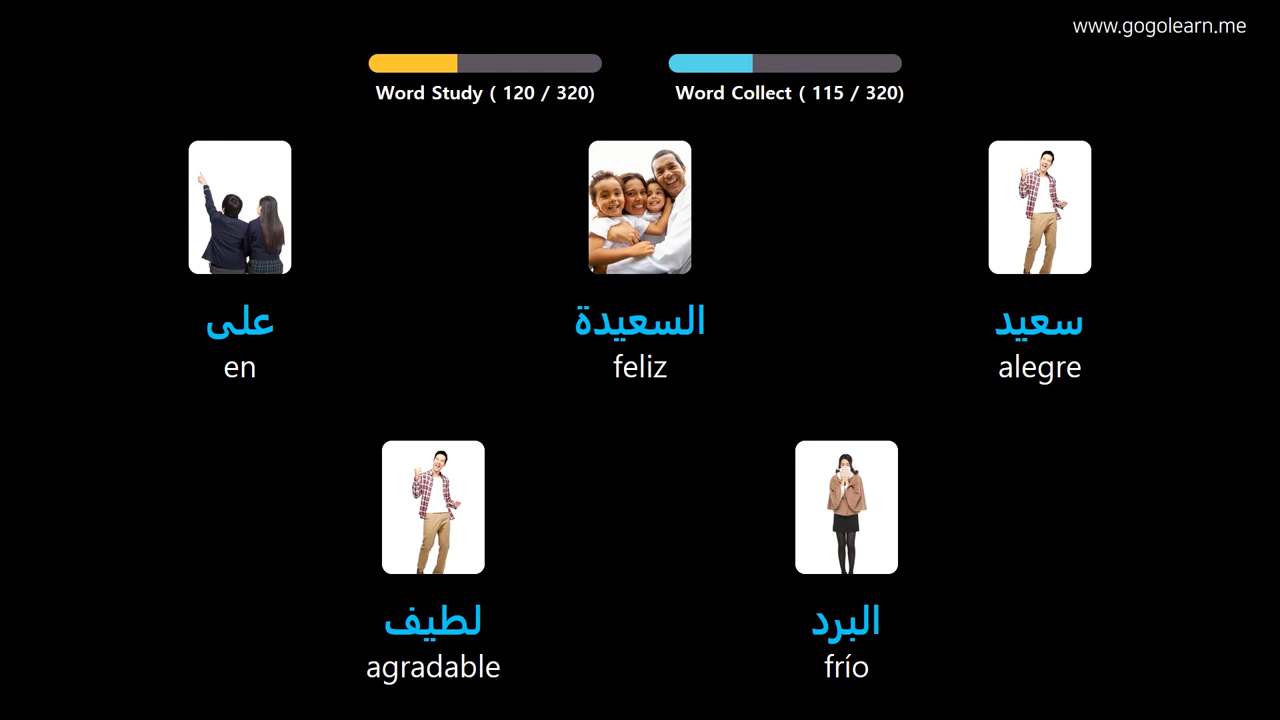 www.gogolearn.me
Word Study ( 120 / 320)
Word Collect ( 115 / 320)
على
en
السعيدة
feliz
سعيد
alegre
لطيف
agradable
البرد
frío